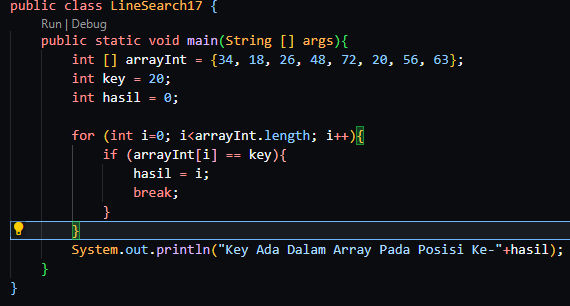 public class LineSearch17 {
Run | Debug
public static void main(String [] args){
int [] arrayInt = {34, 18, 26, 48, 72, 20, 56, 63};
int key = 20;
int hasil = 0;
for (int i=0; i<arrayInt.length; i++){
if (arrayInt[i] == key){
hasil = i;
break;
}
}
System.out.println("Key Ada Dalam Array Pada Posisi Ke-"+hasil);
}
}